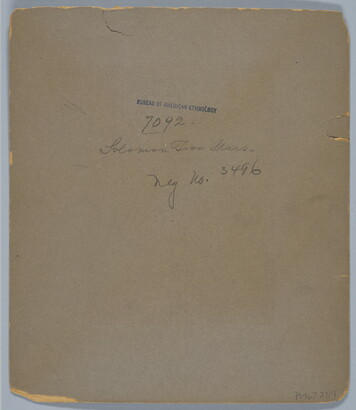 BUREAU OF AMERICAN ETHNOLOGY
7092-
Solomon Two Stars.
Neg No. 3496